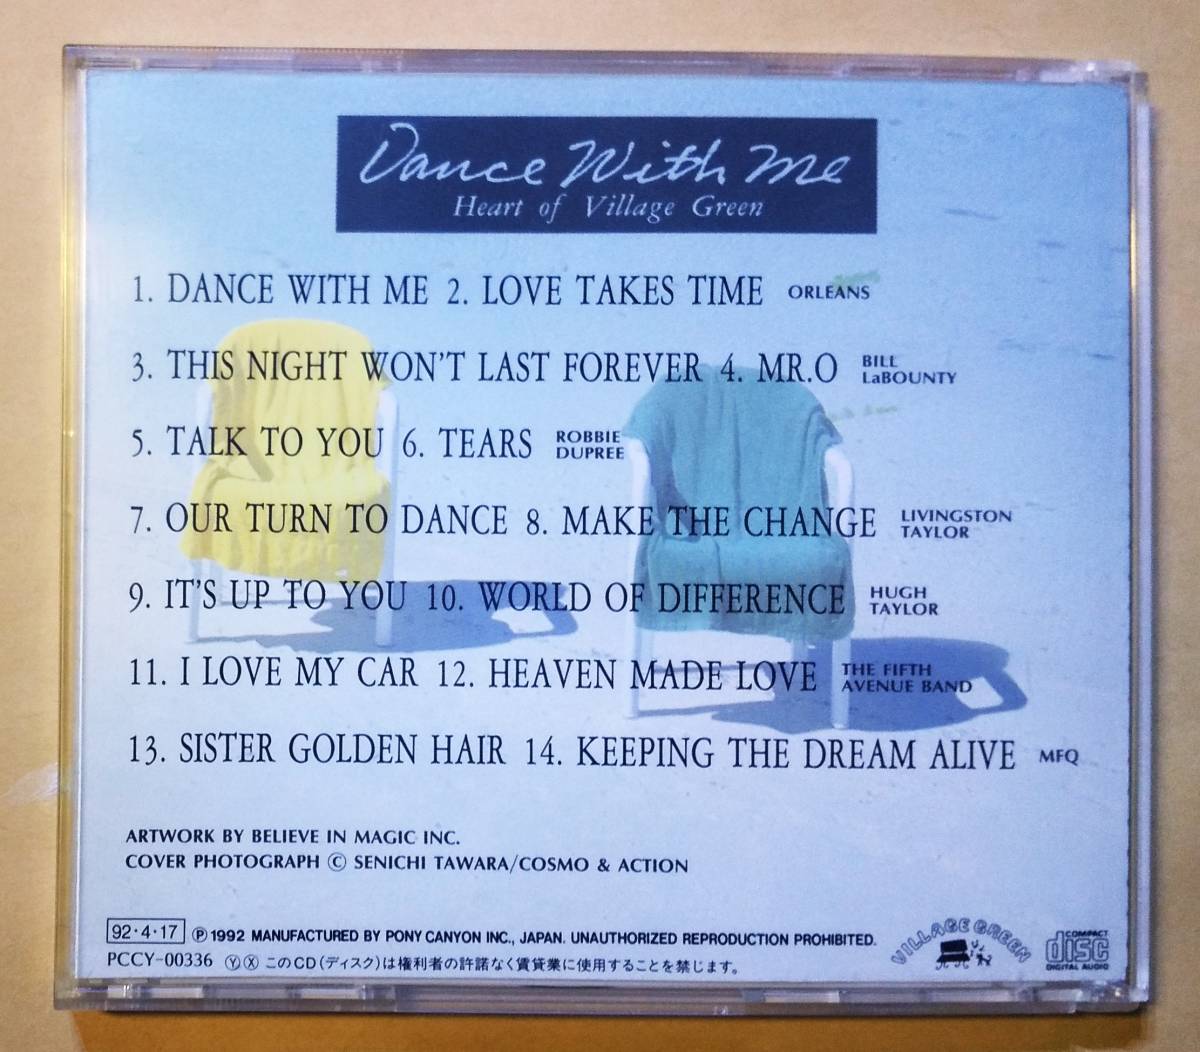 Dance With Me
Heart of Village Green
1. DANCE WITH ME 2. LOVE TAKES TIME ORLEANS
3. THIS NIGHT WON'T LAST FOREVER 4. MR.O BILL LaBOUNTY
5. TALK TO YOU 6. TEARS ROBBIE DUPREE
7. OUR TURN TO DANCE 8. MAKE THE CHANGE LIVINGSTON TAYLOR
9. IT'S UP TO YOU 10. WORLD OF DIFFERENCE HUGH TAYLOR
11. I LOVE MY CAR 12. HEAVEN MADE LOVE THE FIFTH AVENUE BAND
13. SISTER GOLDEN HAIR 14. KEEPING THE DREAM ALIVE MFQ
ARTWORK BY BELIEVE IN MAGIC INC.
COVER PHOTOGRAPH Ⓒ SENICHI TAWARA/COSMO & ACTION
92・4・17 Ⓟ1992 MANUFACTURED BY PONY CANYON INC., JAPAN. UNAUTHORIZED REPRODUCTION PROHIBITED.
PCCY-00336 ⓎⓍ このCD(ディスク)は権利者の許諾なく賃貸業に使用することを禁じます。
VILLAGE GREEN
COMPACT
disc
DIGITAL AUDIO